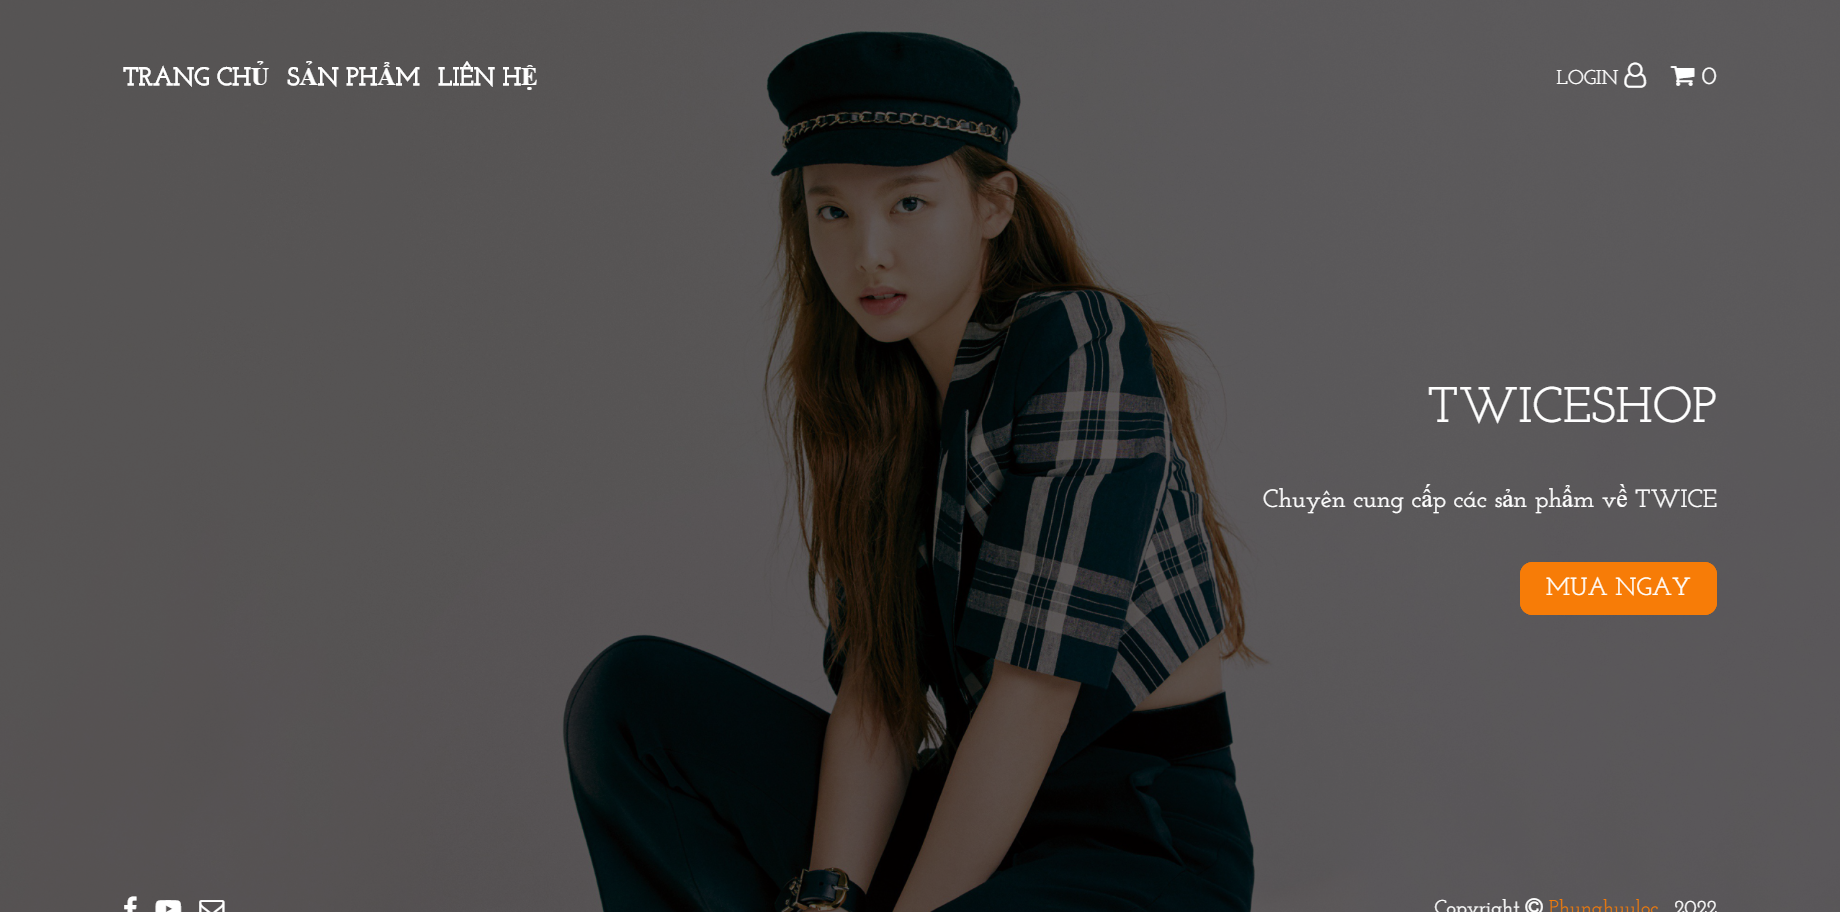 TRANG CHỦ SẢN PHẨM LIÊN HỆ
LOGIN 0
TWICESHOP
Chuyên cung cấp các sản phẩm về TWICE
MUA NGAY
Copyright © Phunghuuloc 2022